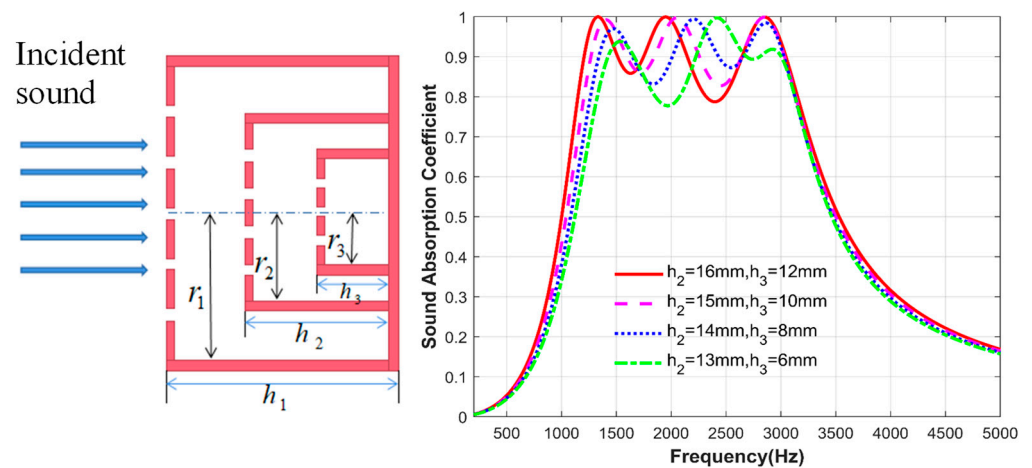 Incident
sound
r1
r2
r3
h3
h2
h1
Sound Absorption Coefficient
1
0.9
0.8
0.7
0.6
0.5
0.4
0.3
0.2
0.1
0
h2=16mm,h3=12mm
h2=15mm,h3=10mm
h2=14mm,h3=8mm
h2=13mm,h3=6mm
500 1000 1500 2000 2500 3000 3500 4000 4500 5000
Frequency(Hz)